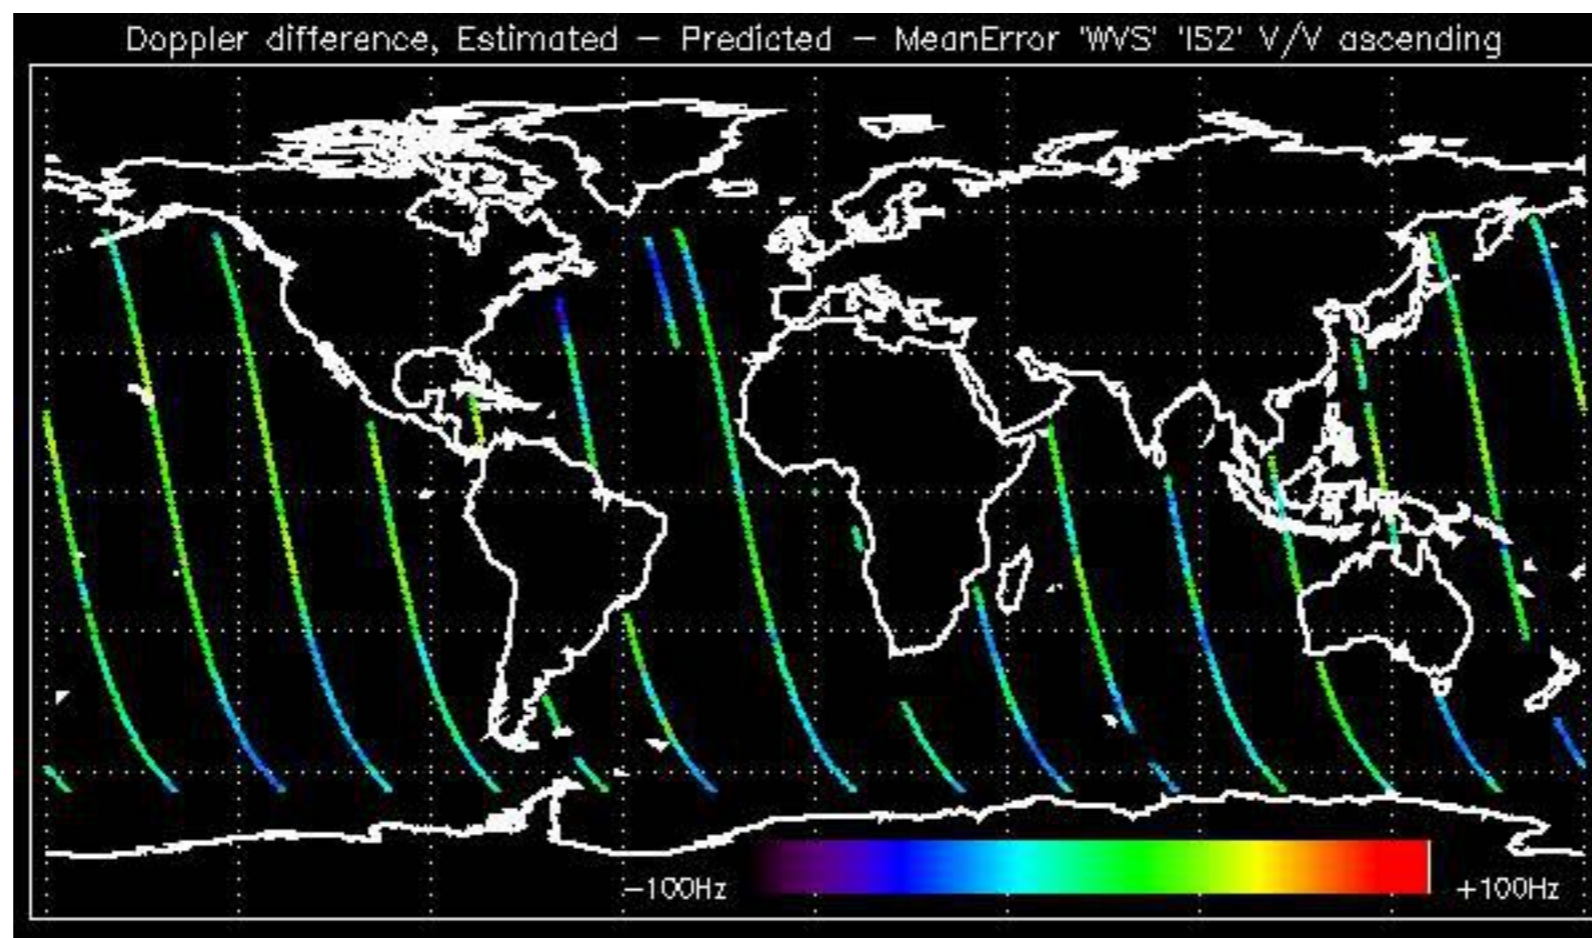 Doppler difference, Estimated – Predicted – MeanError 'WVS' 'IS2' V/V ascending
−100Hz
+100Hz